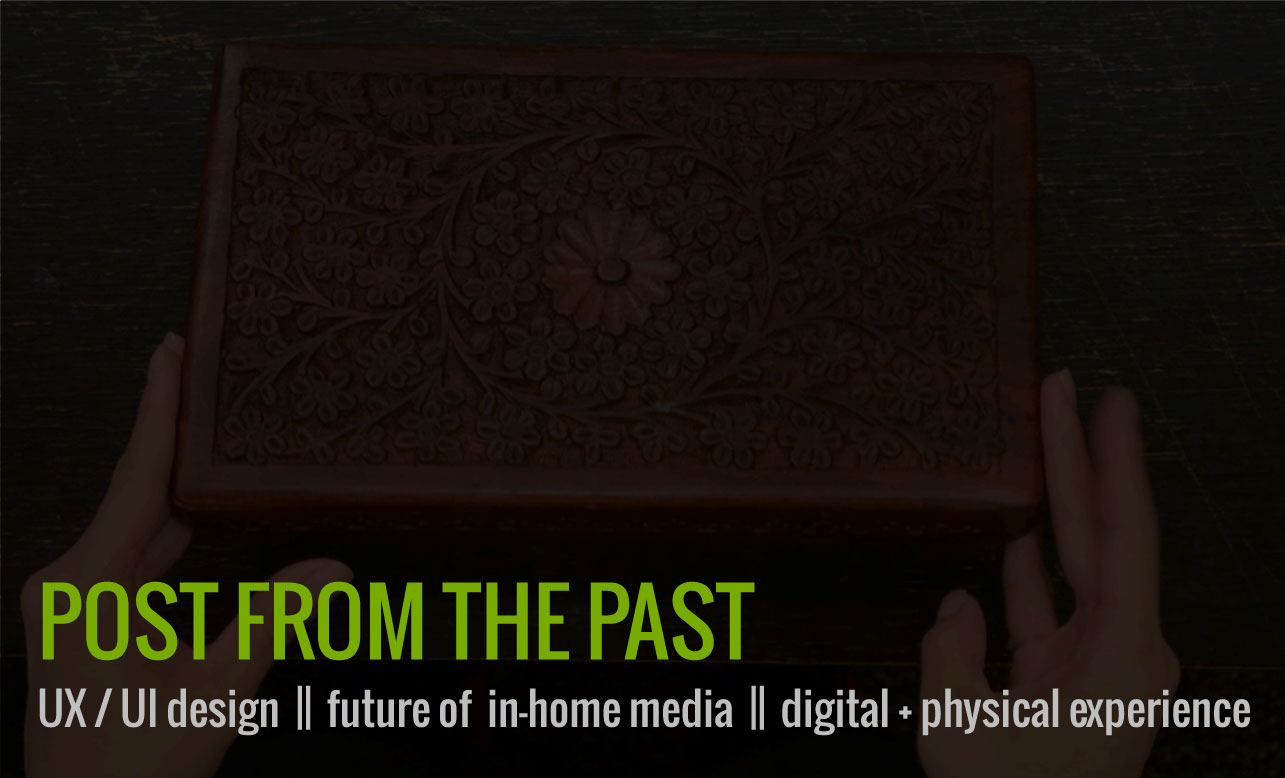 POST FROM THE PAST
UX / UI design || future of in-home media || digital + physical experience